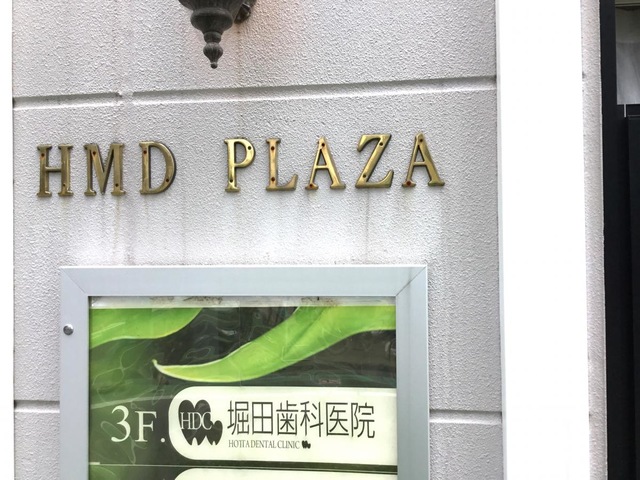 HMD PLAZA
3F. HDC 堀田歯科医院
HOTTA DENTAL CLINIC